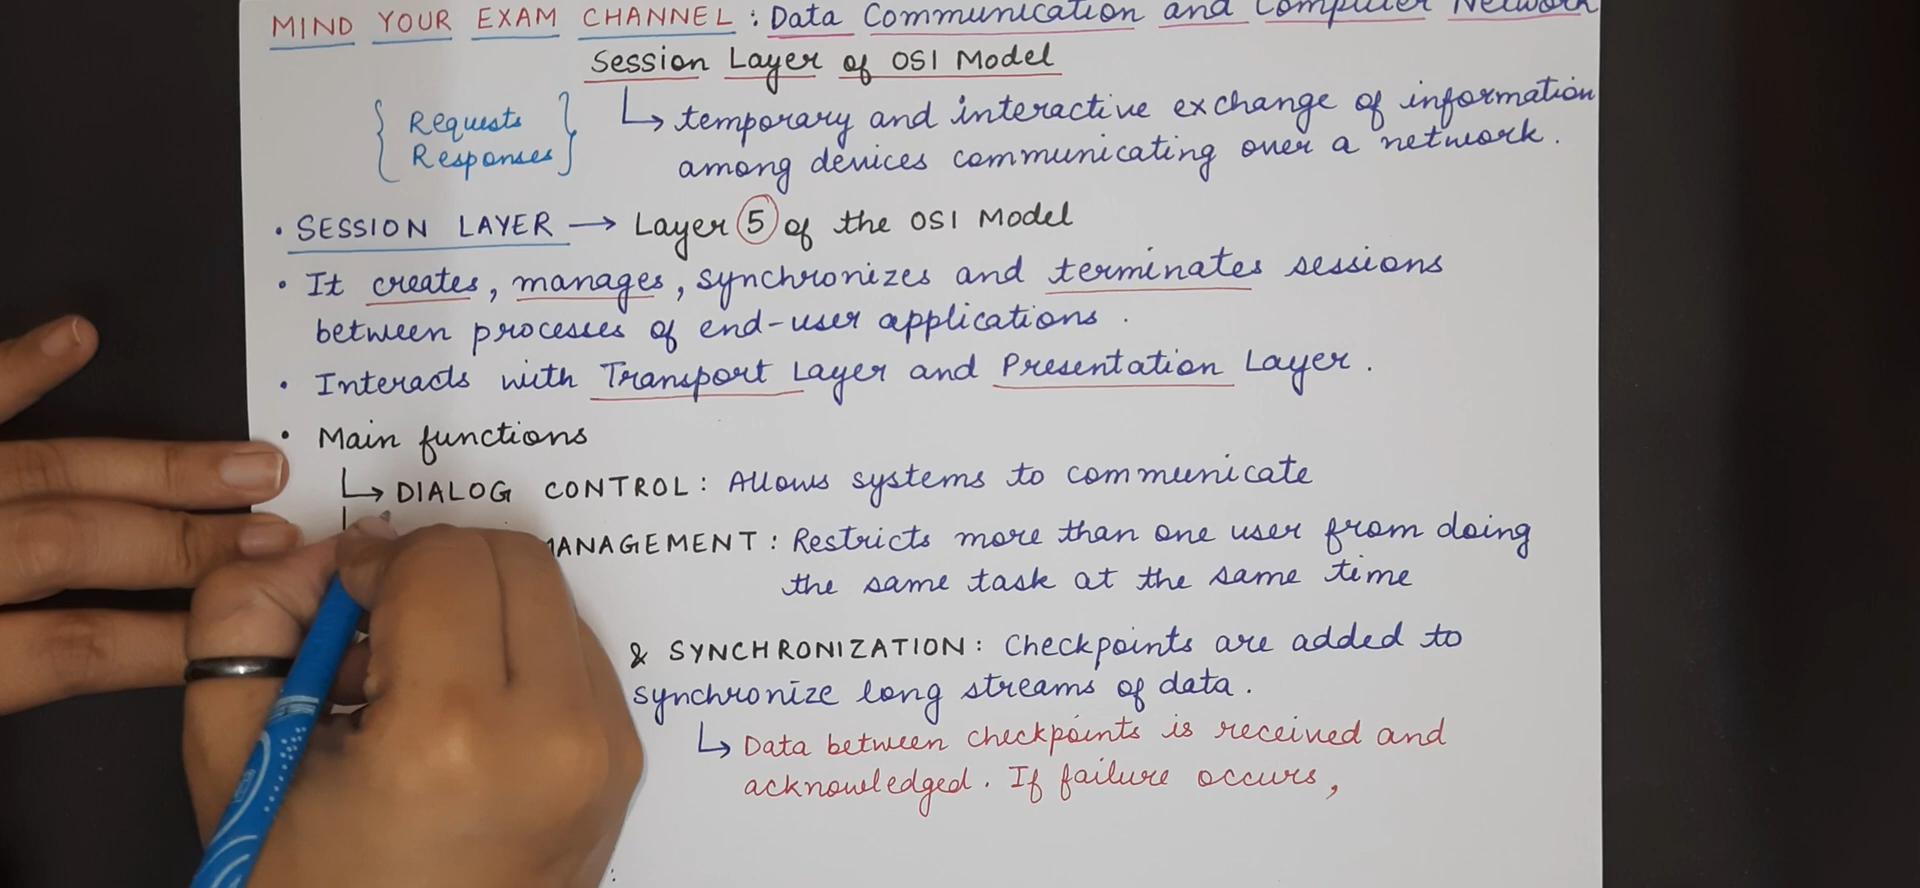 MIND YOUR EXAM CHANNEL : Data Communication and Computer Network
Session Layer of OSI Model
{ Requests
Responses }
↳ temporary and interactive exchange of information
among devices communicating over a network.
• SESSION LAYER → Layer 5 of the OSI Model
• It creates, manages, synchronizes and terminates sessions
between processes of end-user applications.
• Interacts with Transport Layer and Presentation Layer.
• Main functions
↳ DIALOG CONTROL : Allows systems to communicate
MANAGEMENT : Restricts more than one user from doing
the same task at the same time
& SYNCHRONIZATION : Checkpoints are added to
synchronize long streams of data.
↳ Data between checkpoints is received and
acknowledged. If failure occurs,